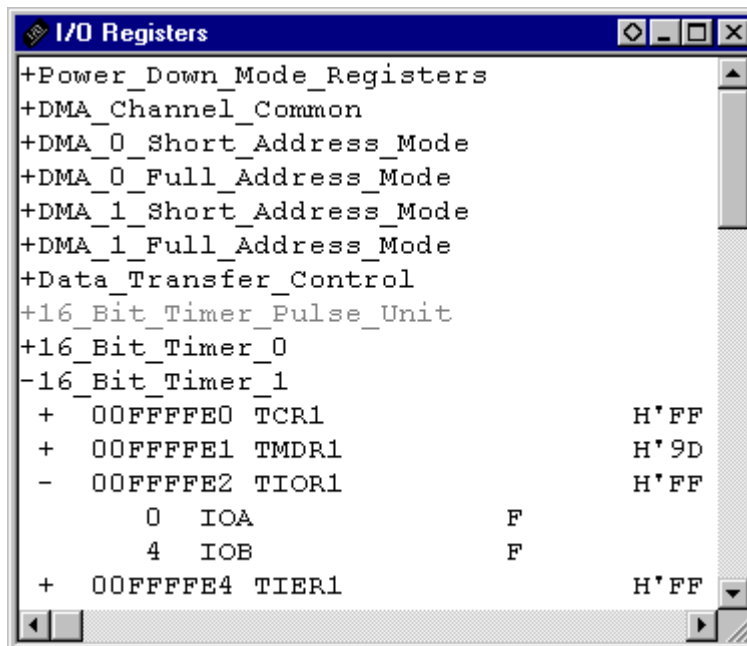 I/O Registers
+Power_Down_Mode_Registers
+DMA_Channel_Common
+DMA_0_Short_Address_Mode
+DMA_0_Full_Address_Mode
+DMA_1_Short_Address_Mode
+DMA_1_Full_Address_Mode
+Data_Transfer_Control
+16_Bit_Timer_Pulse_Unit
+16_Bit_Timer_0
-16_Bit_Timer_1
+ 00FFFFE0 TCR1 H'FF
+ 00FFFFE1 TMDR1 H'9D
- 00FFFFE2 TIOR1 H'FF
0 IOA F
4 IOB F
+ 00FFFFE4 TIER1 H'FF